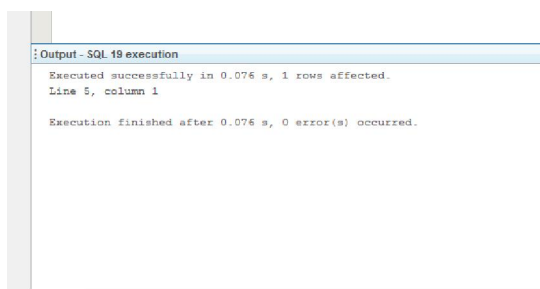 Output - SQL 19 execution
Executed successfully in 0.076 s, 1 rows affected.
Line 5, column 1
Execution finished after 0.076 s, 0 error(s) occurred.